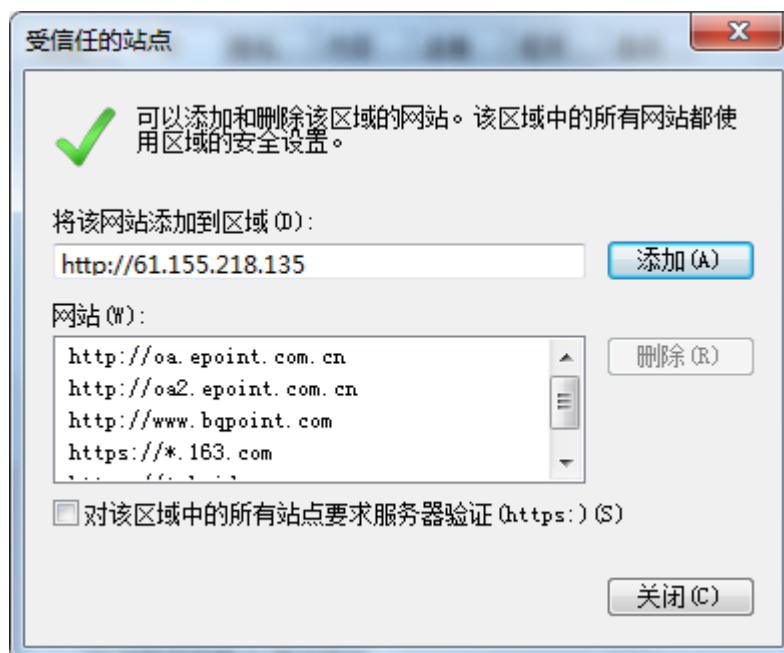 受信任的站点
可以添加和删除该区域的网站。该区域中的所有网站都使
用区域的安全设置。
将该网站添加到区域(D):
http://61.155.218.135
添加(A)
网站(W):
http://oa.epoint.com.cn
http://oa2.epoint.com.cn
http://www.bqpoint.com
https://*.163.com
删除(R)
对该区域中的所有站点要求服务器验证(https:)(S)
关闭(C)